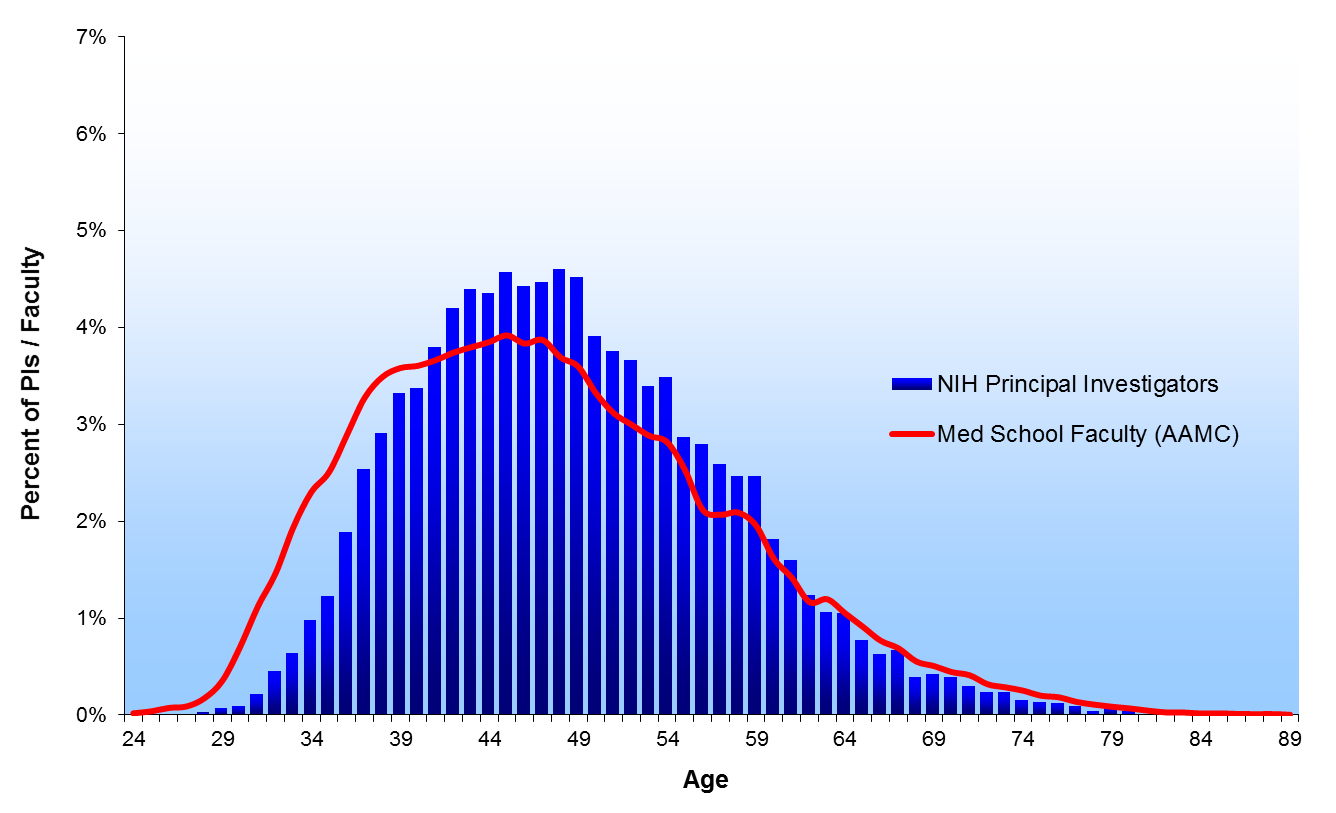 7%
6%
5%
4%
3%
2%
1%
0%
Percent of PIs / Faculty
NIH Principal Investigators
Med School Faculty (AAMC)
24 29 34 39 44 49 54 59 64 69 74 79 84 89
Age